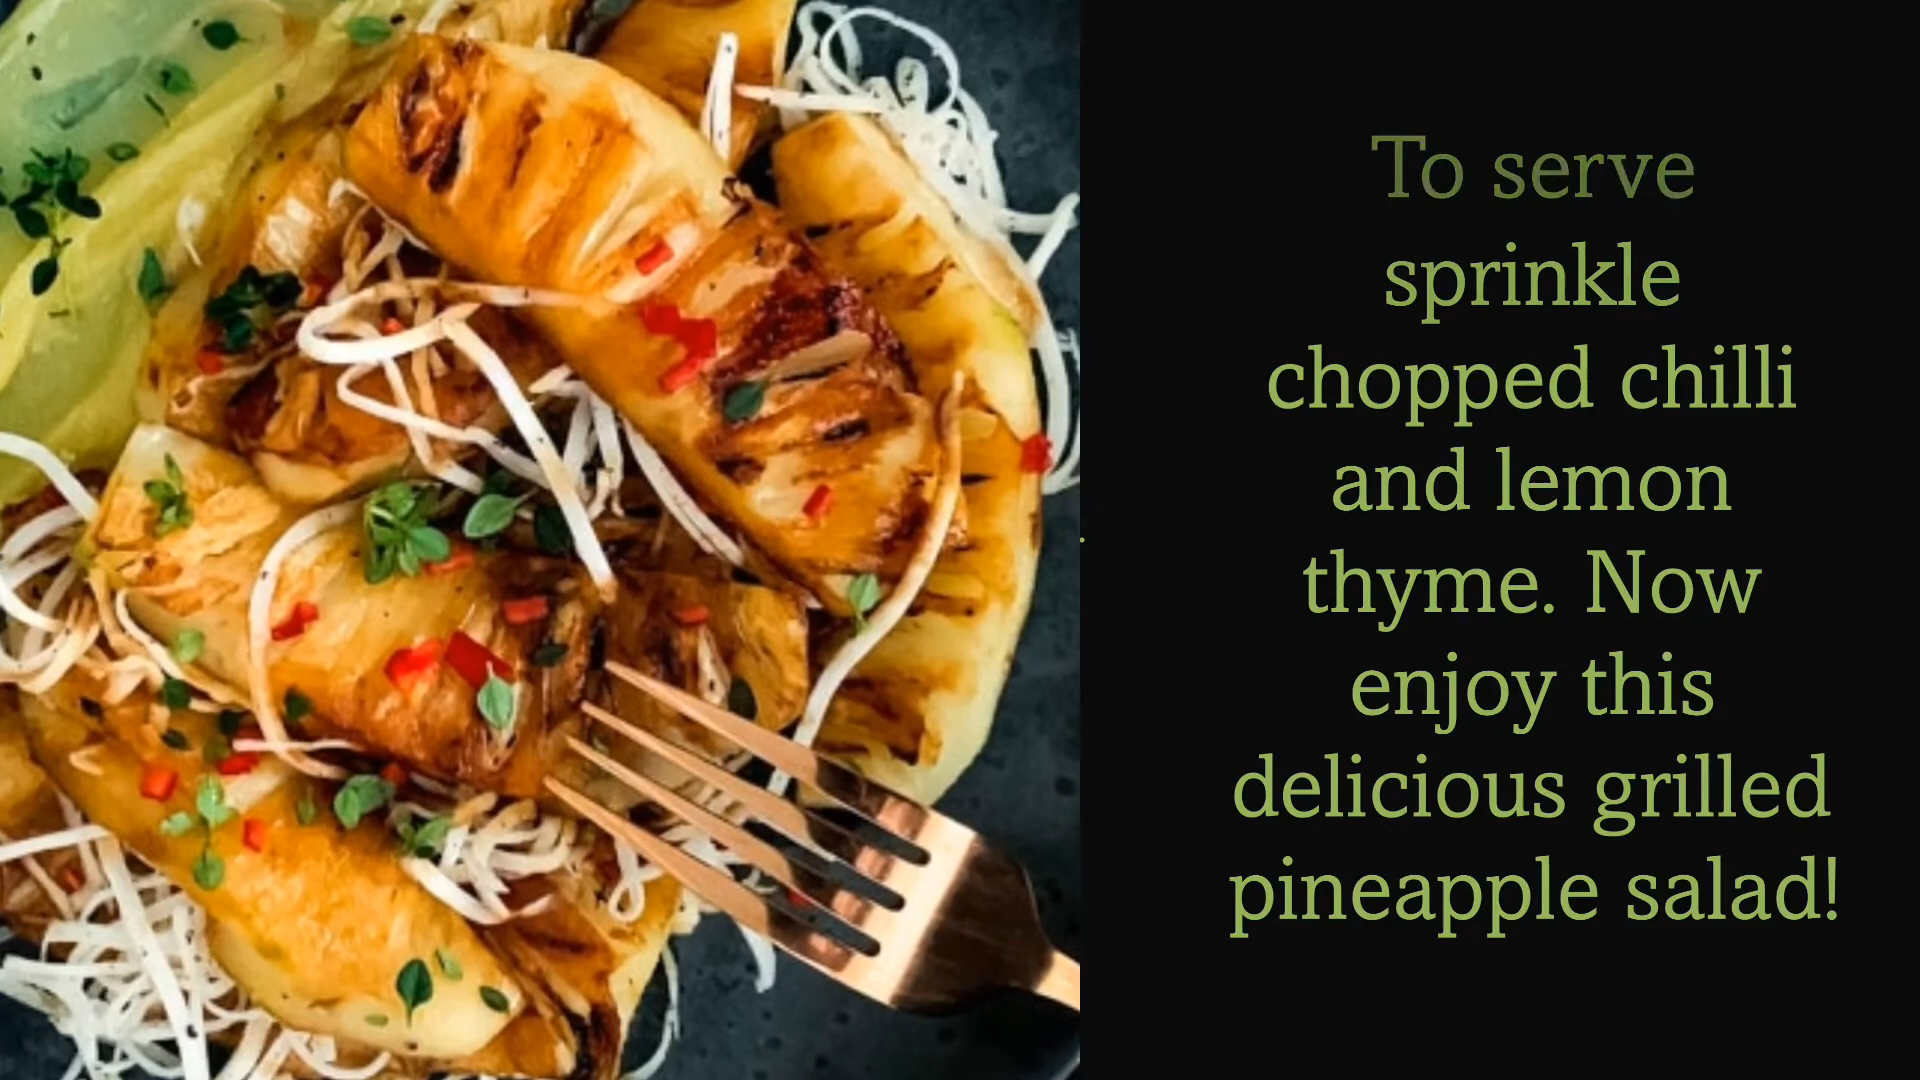 To serve
sprinkle
chopped chilli
and lemon
thyme. Now
enjoy this
delicious grilled
pineapple salad!